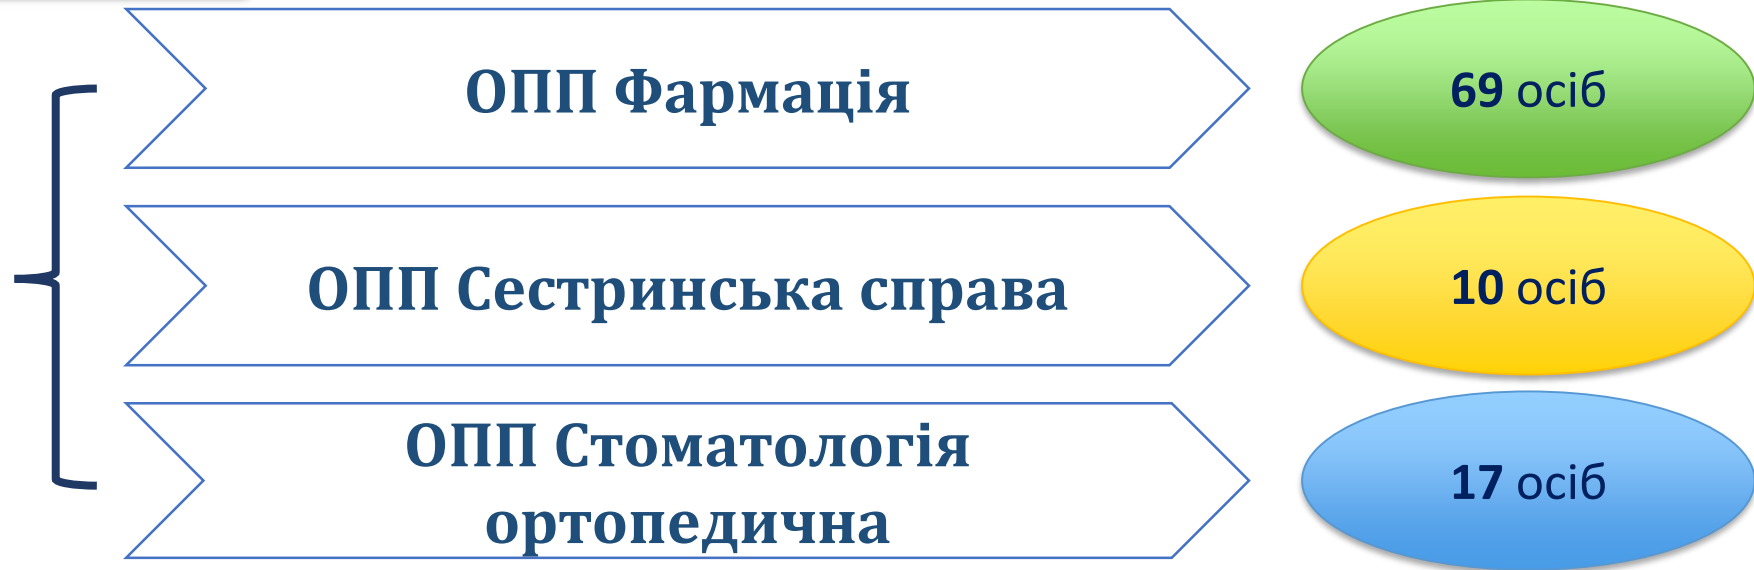 ОПП Фармація
69 осіб
ОПП Сестринська справа
10 осіб
ОПП Стоматологія
ортопедична
17 осіб